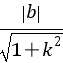 |b|
√(1+k²)